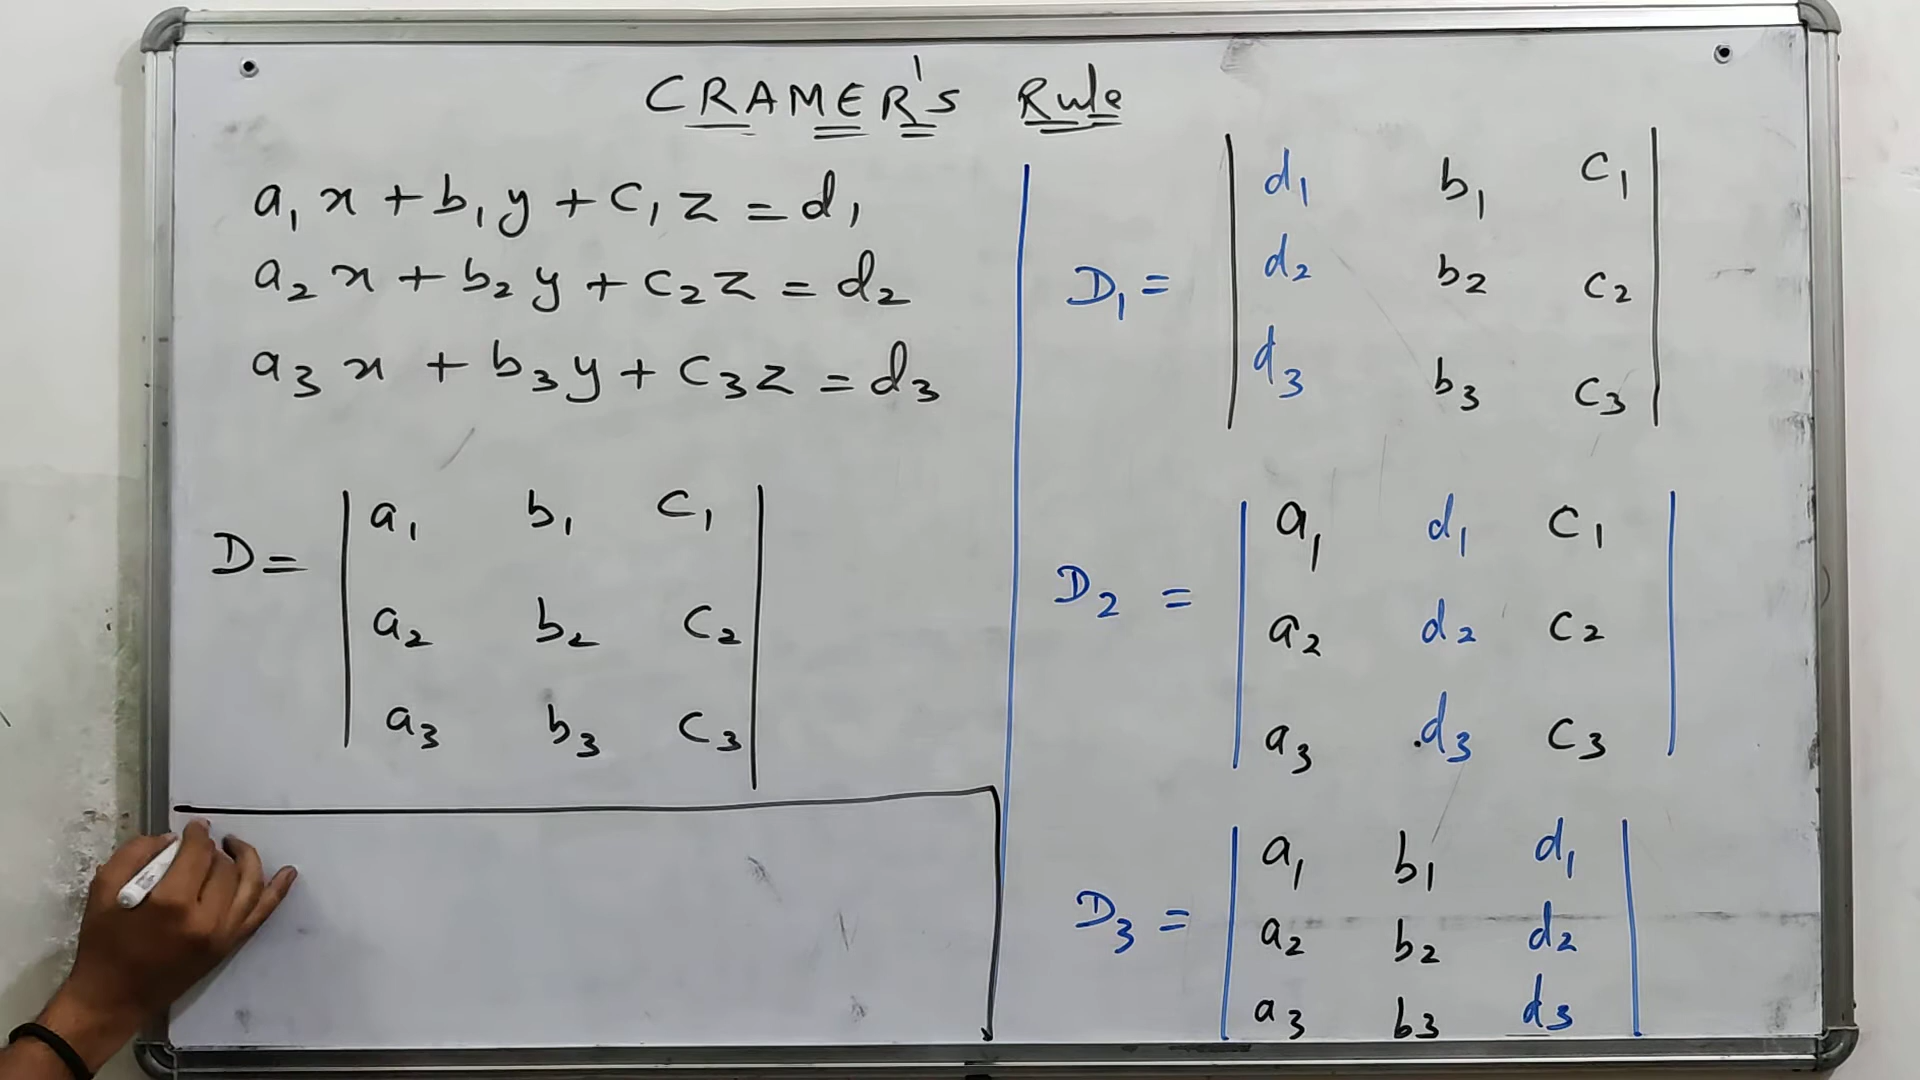 CRAMER's Rule
a₁x + b₁y + c₁z = d₁
a₂x + b₂y + c₂z = d₂
a₃x + b₃y + c₃z = d₃
D = | a₁ b₁ c₁ |
| a₂ b₂ c₂ |
| a₃ b₃ c₃ |
D₁ = | d₁ b₁ c₁ |
| d₂ b₂ c₂ |
| d₃ b₃ c₃ |
D₂ = | a₁ d₁ c₁ |
| a₂ d₂ c₂ |
| a₃ d₃ c₃ |
D₃ = | a₁ b₁ d₁ |
| a₂ b₂ d₂ |
| a₃ b₃ d₃ |